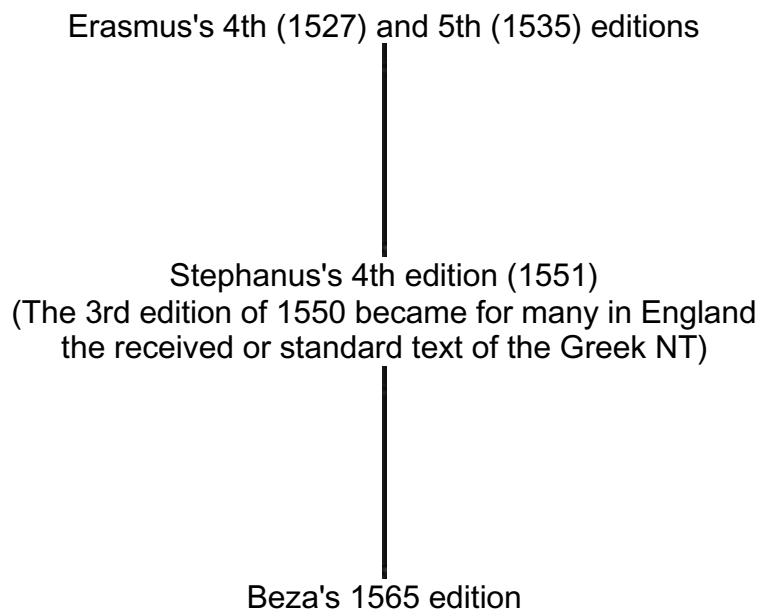 Erasmus's 4th (1527) and 5th (1535) editions
Stephanus's 4th edition (1551)
(The 3rd edition of 1550 became for many in England
the received or standard text of the Greek NT)
Beza's 1565 edition